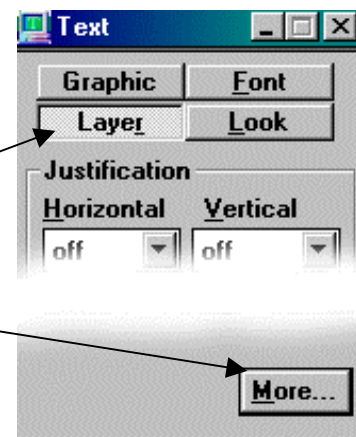 Text
Graphic Font
Layer Look
Justification
Horizontal Vertical
off off
More...